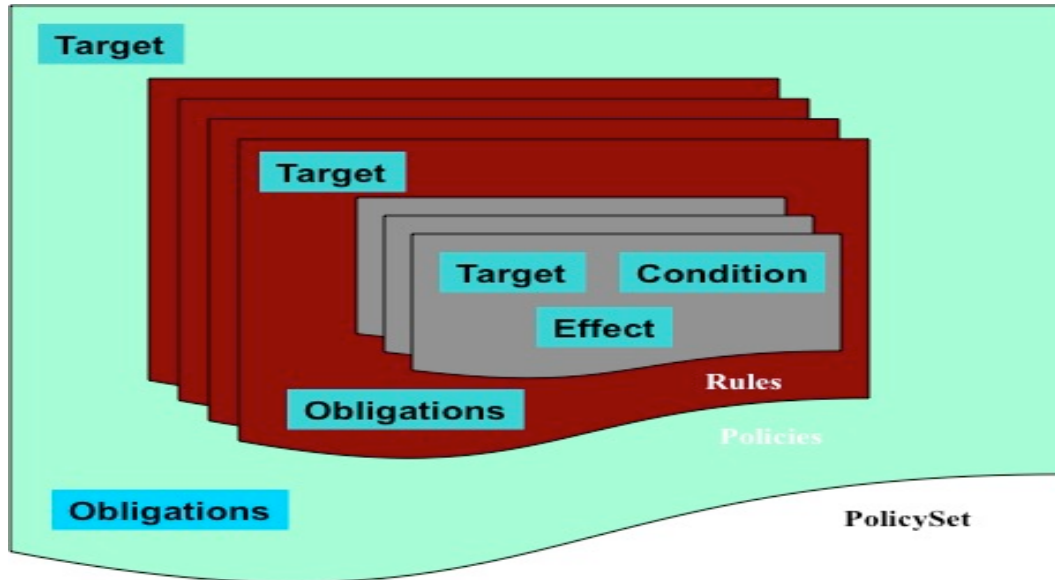 Target
Target
Target Condition
Effect
Rules
Obligations
Policies
Obligations
PolicySet